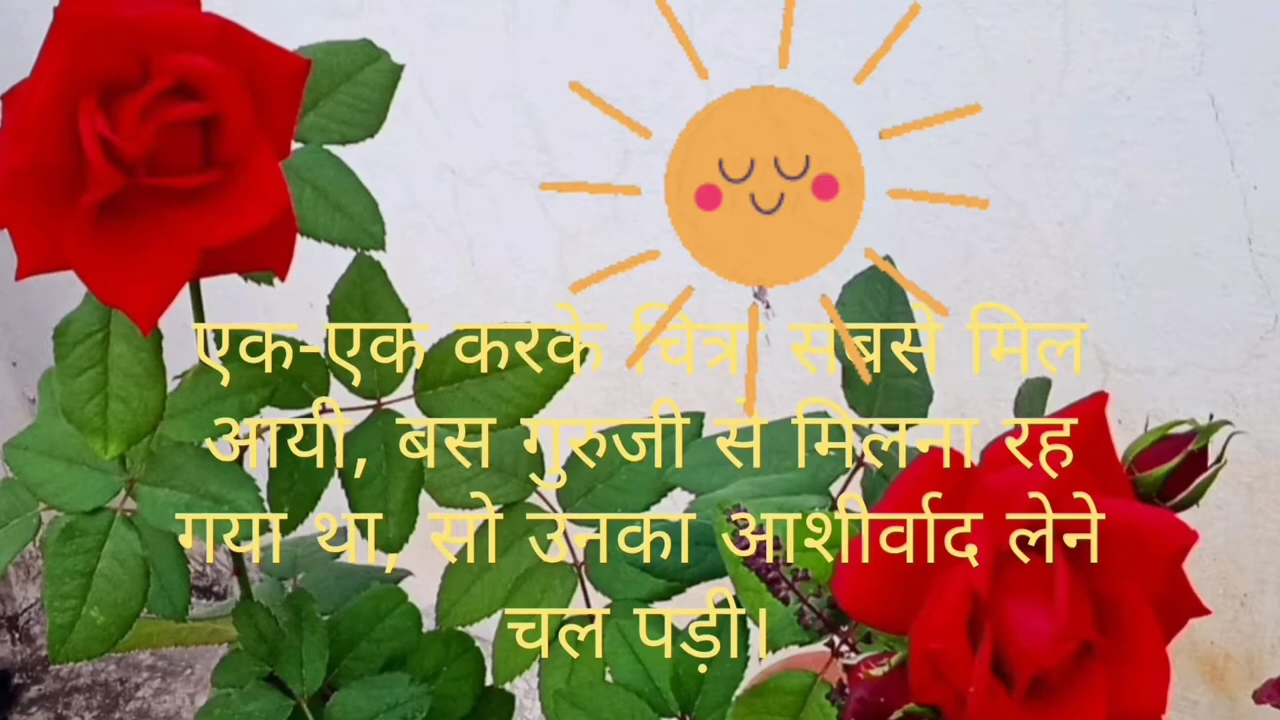 एक-एक करके चित्रा सबसे मिल
आयी, बस गुरुजी से मिलना रह
गया था, सो उनका आशीर्वाद लेने
चल पड़ी।